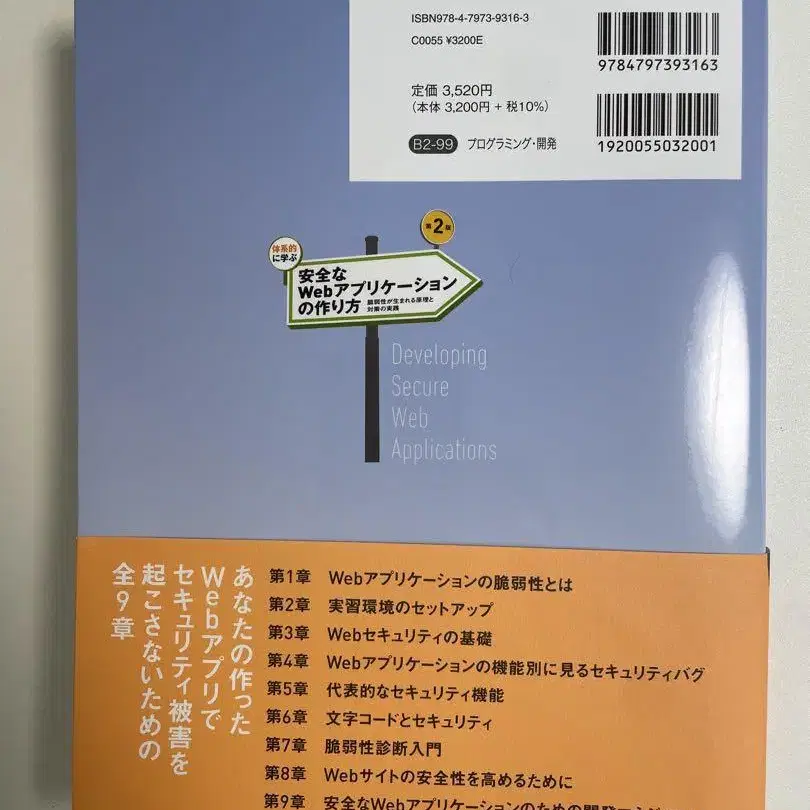 ISBN978-4-7973-9316-3
C0055 ¥3200E
9784797393163
定価 3,520円
(本体 3,200円 + 税10%)
B2-99 プログラミング・開発
1920055032001
第2版
体系的
に学ぶ
安全な
Webアプリケーション
の作り方
脆弱性が生まれる原理と
対策の実践
Developing
Secure
Web
Applications
あなたの作った
Webアプリで
セキュリティ被害を
起こさないための
全9章
第1章 Webアプリケーションの脆弱性とは
第2章 実習環境のセットアップ
第3章 Webセキュリティの基礎
第4章 Webアプリケーションの機能別に見るセキュリティバグ
第5章 代表的なセキュリティ機能
第6章 文字コードとセキュリティ
第7章 脆弱性診断入門
第8章 Webサイトの安全性を高めるために
第9章 安全なWebアプリケーションのための開発